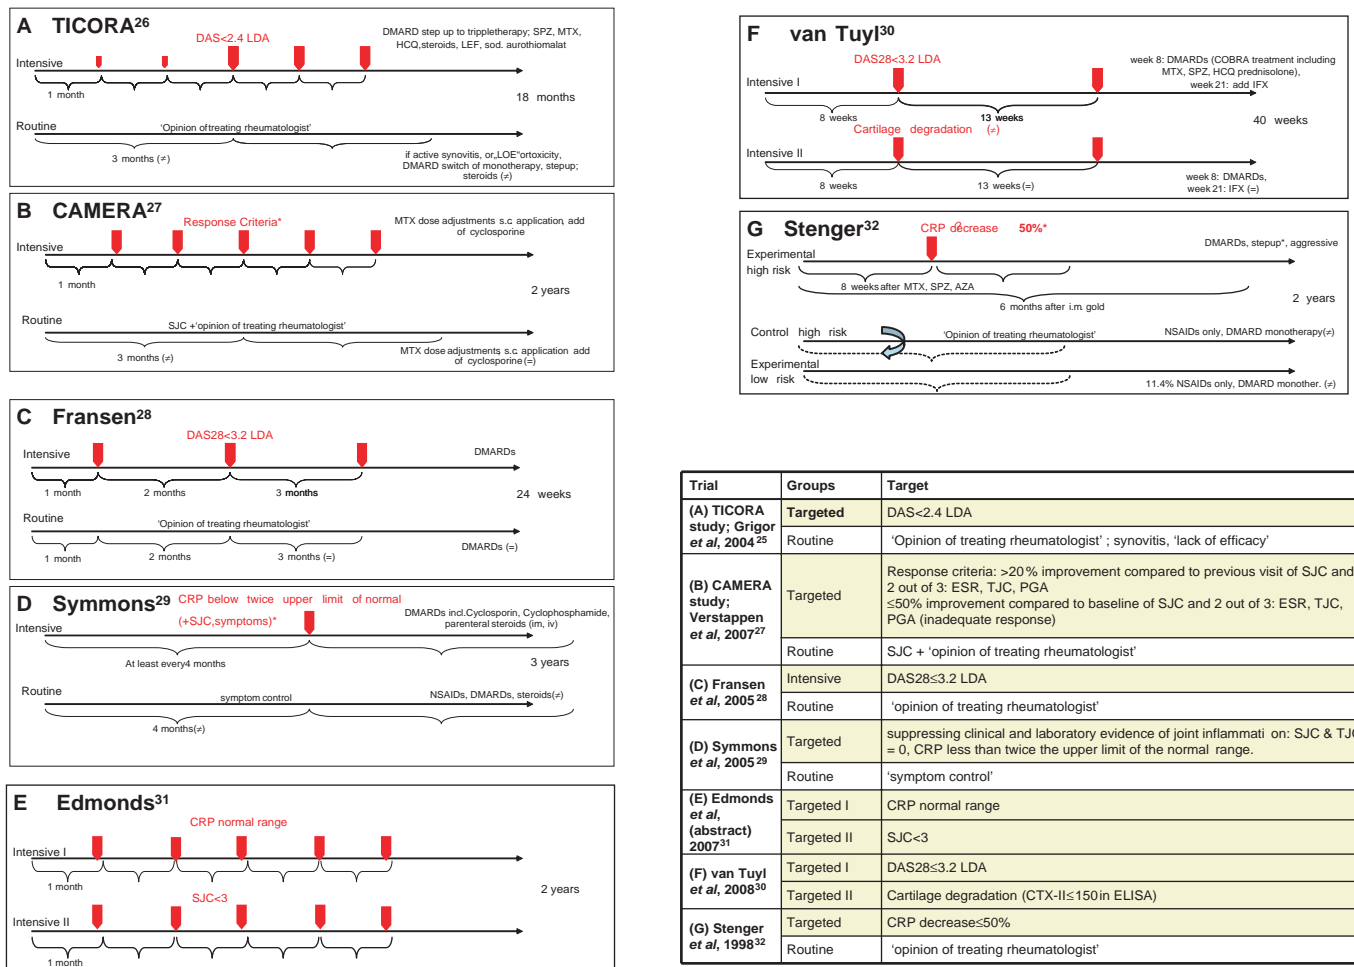 A TICORA26
DAS<2.4 LDA
DMARD step up to trippletherapy; SPZ, MTX,
HCQ,steroids, LEF, sod. aurothiomalat
Intensive
1 month
18 months
Routine
'Opinion oftreating rheumatologist'
3 months (≠)
if active synovitis, or„LOE"ortoxicity,
DMARD switch of monotherapy, stepup;
steroids (≠)
B CAMERA27
Response Criteria*
MTX dose adjustments s.c. application, add
of cyclosporine
Intensive
1 month
2 years
Routine
SJC +'opinion of treating rheumatologist'
3 months (≠)
MTX dose adjustments s.c. application add
of cyclosporine(=)
C Fransen28
DAS28<3.2 LDA
Intensive
DMARDs
1 month
2 months
3 months
24 weeks
Routine
'Opinion of treating rheumatologist'
1 month
2 months
3 months (=)
DMARDs (=)
D Symmons29
CRP below twice upper limit of normal
(+SJC,symptoms)*
DMARDs incl.Cyclosporin, Cyclophosphamide,
parenteral steroids (im, iv)
Intensive
At least every4 months
3 years
Routine
symptom control
NSAIDs, DMARDs, steroids(≠)
4 months(≠)
E Edmonds31
CRP normal range
Intensive I
1 month
2 years
SJC<3
Intensive II
1 month
F van Tuyl30
DAS28<3.2 LDA
week 8: DMARDs (COBRA treatment including
MTX, SPZ, HCQ prednisolone),
week 21: add IFX
Intensive I
8 weeks
13 weeks
40 weeks
Cartilage degradation (≠)
Intensive II
8 weeks
13 weeks (=)
week 8: DMARDs,
week 21: IFX (=)
G Stenger32
CRP decrease 50%*
DMARDs, stepup*, aggressive
Experimental
high risk
8 weeks after MTX, SPZ, AZA
6 months after i.m. gold
2 years
Control high risk
'Opinion of treating rheumatologist'
NSAIDs only, DMARD monotherapy(≠)
Experimental
low risk
11.4% NSAIDs only, DMARD monother. (≠)
Trial Groups Target
(A) TICORA
study; Grigor
et al, 2004 25
Targeted DAS<2.4 LDA
Routine 'Opinion of treating rheumatologist' ; synovitis, 'lack of efficacy'
(B) CAMERA
study;
Verstappen
et al, 2007 27
Targeted
Response criteria: >20% improvement compared to previous visit of SJC and
2 out of 3: ESR, TJC, PGA
≤50% improvement compared to baseline of SJC and 2 out of 3: ESR, TJC,
PGA (inadequate response)
Routine SJC + 'opinion of treating rheumatologist'
(C) Fransen
et al, 2005 28
Intensive DAS28≤3.2 LDA
Routine 'opinion of treating rheumatologist'
(D) Symmons
et al, 2005 29
Targeted
suppressing clinical and laboratory evidence of joint inflammati on: SJC & TJC
= 0, CRP less than twice the upper limit of the normal range.
Routine 'symptom control'
(E) Edmonds
et al,
(abstract)
2007 31
Targeted I CRP normal range
Targeted II SJC<3
(F) van Tuyl
et al, 2008 30
Targeted I DAS28≤3.2 LDA
Targeted II Cartilage degradation (CTX-II≤150 in ELISA)
(G) Stenger
et al, 1998 32
Targeted CRP decrease≤50%
Routine 'opinion of treating rheumatologist'